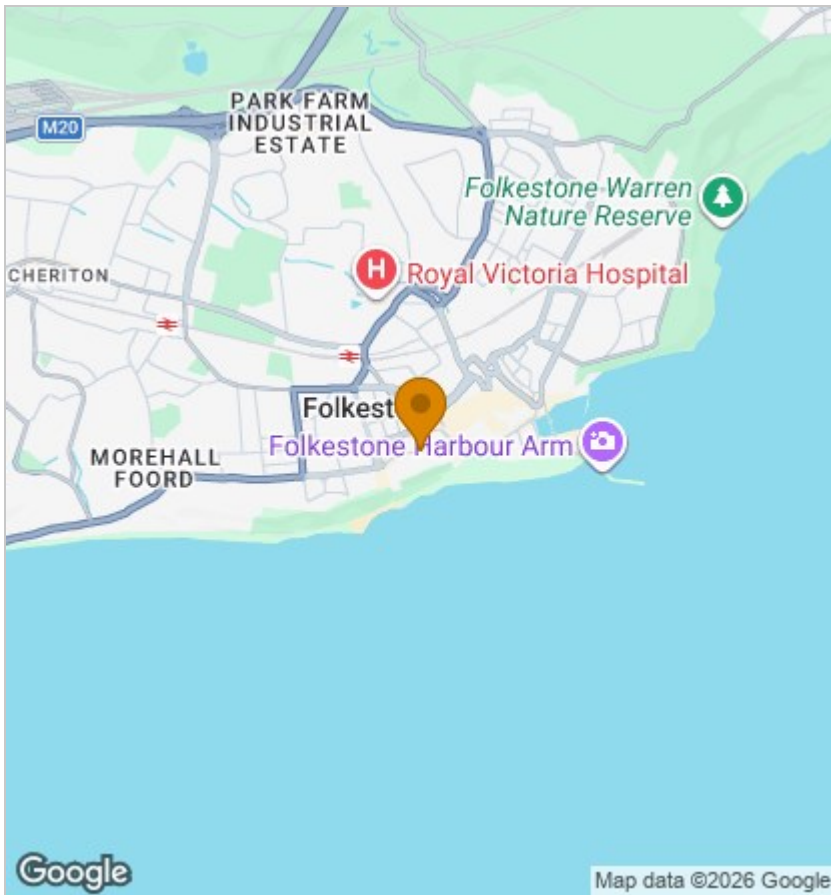 PARK FARM
INDUSTRIAL
ESTATE
M20
Folkestone Warren
Nature Reserve
CHERITON
H
Royal Victoria Hospital
Folkest
Folkestone Harbour Arm
MOREHALL
FOORD
Google
Map data ©2026 Google